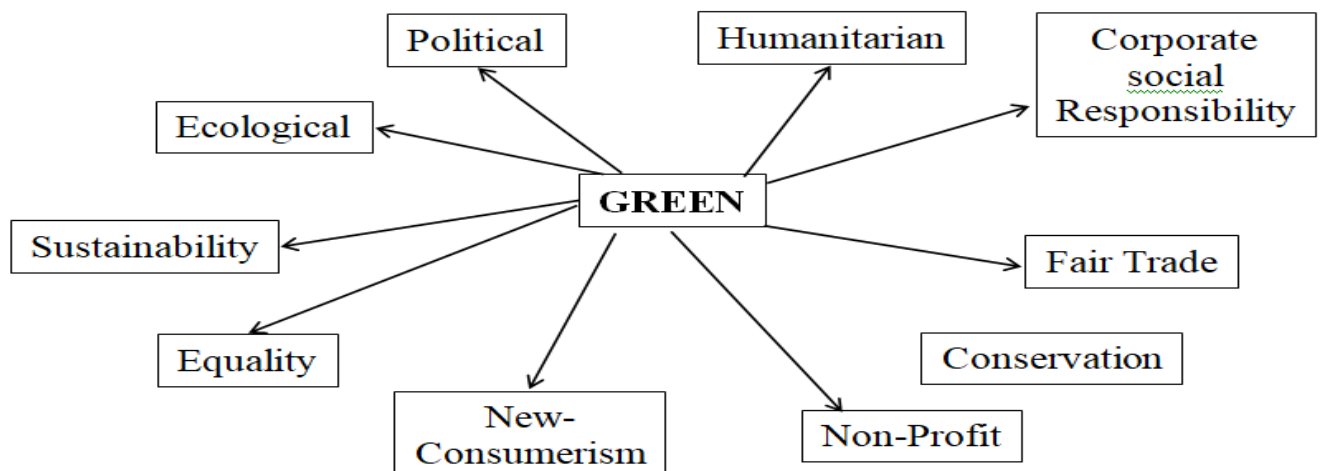 Political
Humanitarian
Corporate
social
Responsibility
Ecological
GREEN
Sustainability
Fair Trade
Equality
Conservation
New-
Consumerism
Non-Profit